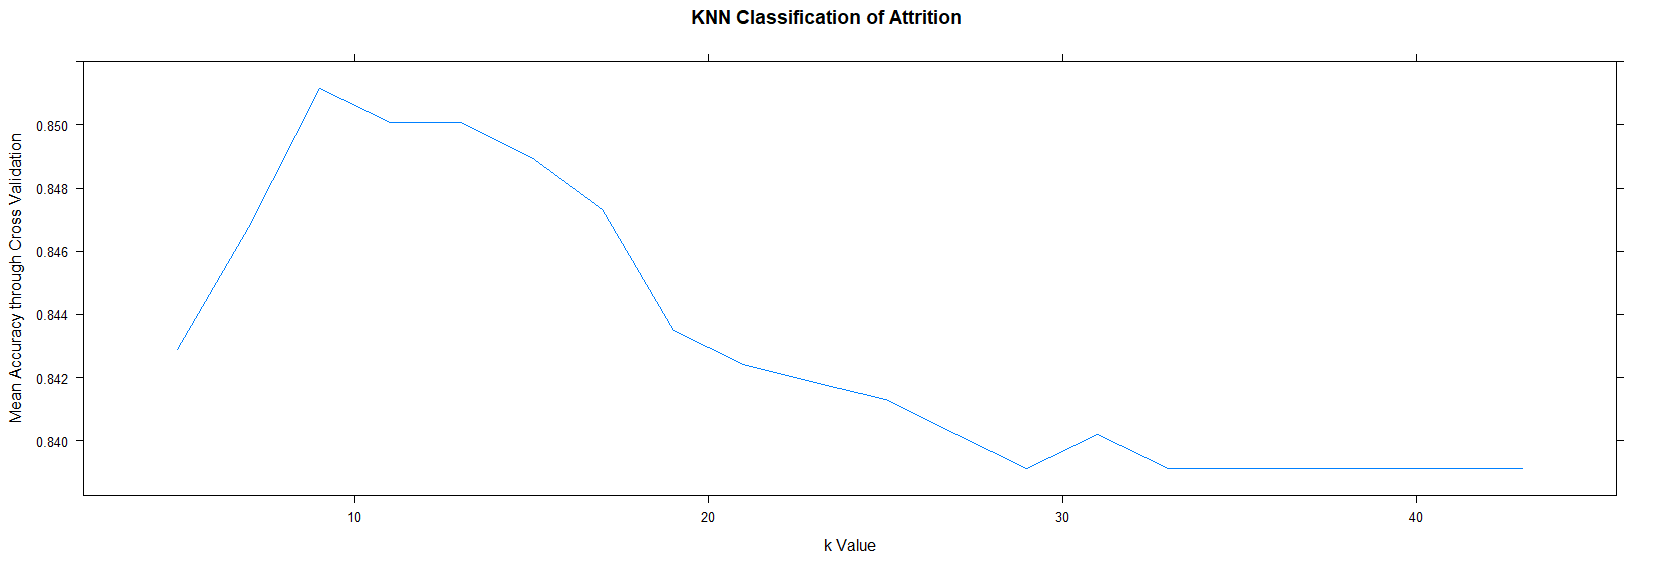 KNN Classification of Attrition
0.850
0.848
0.846
0.844
0.842
0.840
Mean Accuracy through Cross Validation
10 20 30 40
k Value